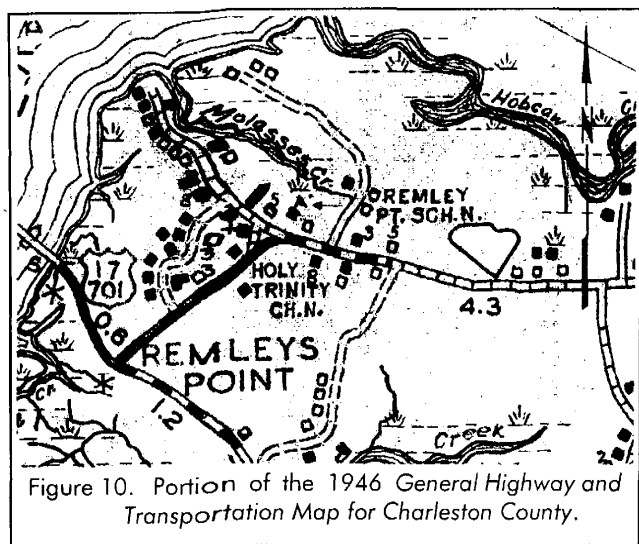 Molasses Cr.
Hobcaw
REMLEY
PT. SCH. N.
17
701
HOLY
TRINITY
CH. N.
0.6
4.3
REMLEYS
POINT
1.2
Cr.
Creek
Figure 10. Portion of the 1946 General Highway and
Transportation Map for Charleston County.